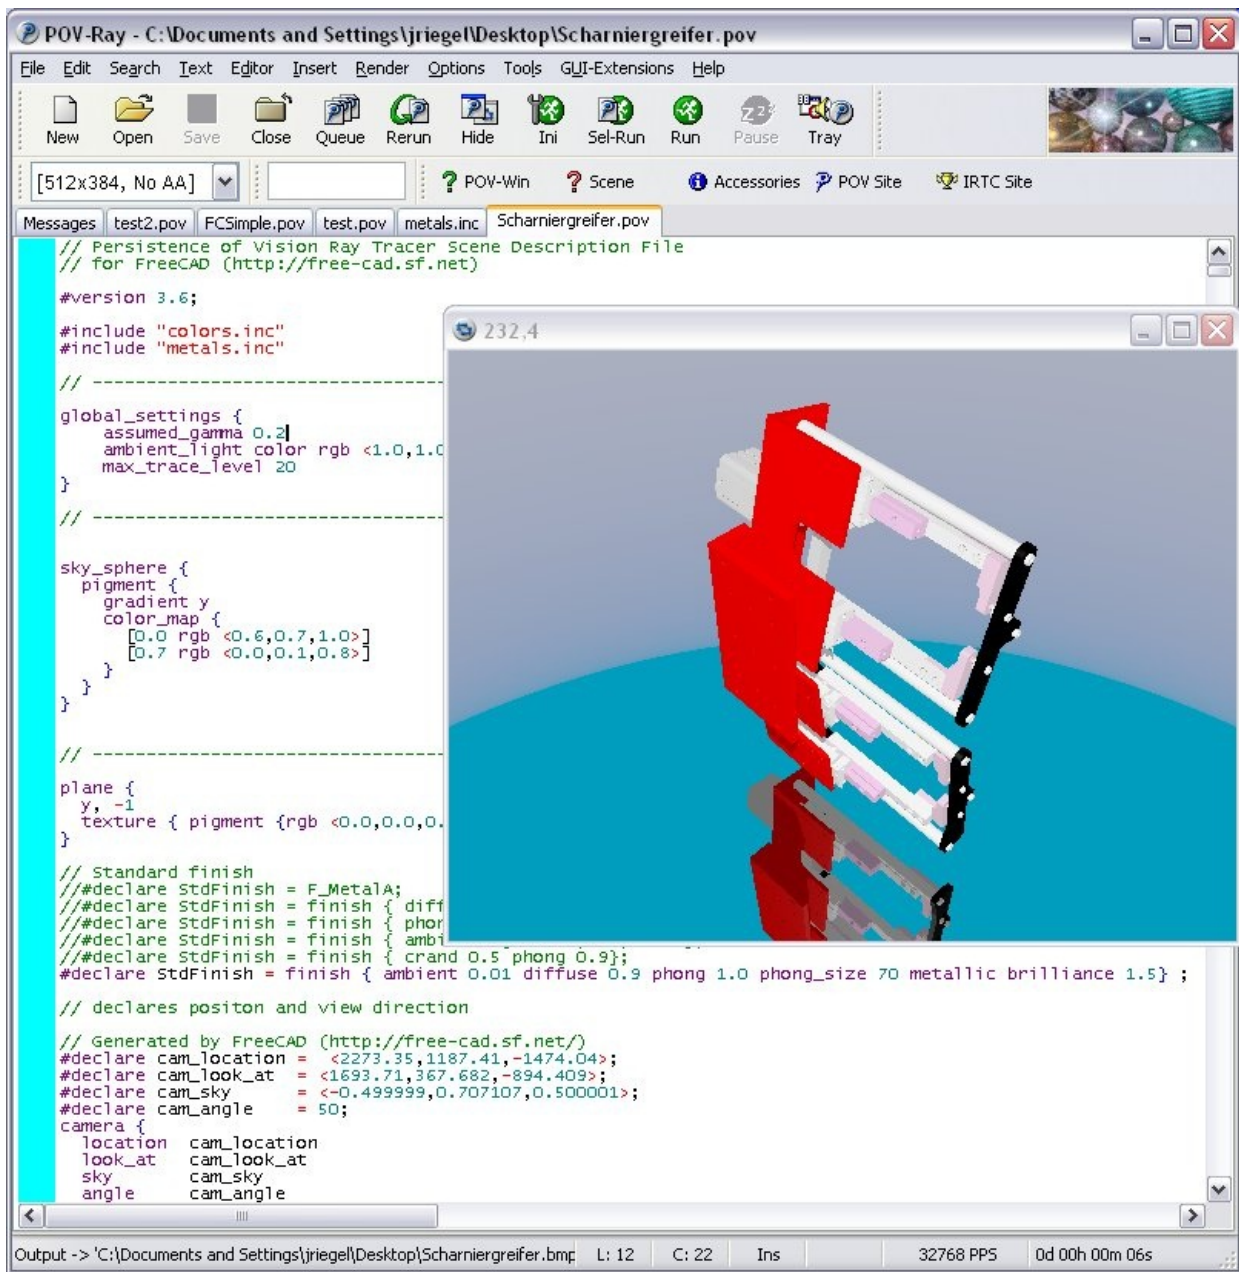 POV-Ray - C:\Documents and Settings\jriegel\Desktop\Scharniergreifer.pov
File Edit Search Text Editor Insert Render Options Tools GUI-Extensions Help
New Open Save Close Queue Rerun Hide Ini Sel-Run Run Pause Tray
[512x384, No AA] ? POV-Win ? Scene Accessories POV Site IRTC Site
Messages test2.pov FCSimple.pov test.pov metals.inc Scharniergreifer.pov
// Persistence of Vision Ray Tracer Scene Description File
// for FreeCAD (http://free-cad.sf.net)
#version 3.6;
#include "colors.inc"
#include "metals.inc"
232,4
// ----------------------------------
global_settings {
assumed_gamma 0.2
ambient_light color rgb <1.0,1.0
max_trace_level 20
}
// ----------------------------------
sky_sphere {
pigment {
gradient y
color_map {
[0.0 rgb <0.6,0.7,1.0>]
[0.7 rgb <0.0,0.1,0.8>]
}
}
}
// ----------------------------------
plane {
y, -1
texture { pigment {rgb <0.0,0.0,0.
}
// Standard finish
//#declare StdFinish = F_MetalA;
//#declare StdFinish = finish { diff
//#declare StdFinish = finish { phon
//#declare StdFinish = finish { ambi
//#declare StdFinish = finish { crand 0.5 phong 0.9};
#declare StdFinish = finish { ambient 0.01 diffuse 0.9 phong 1.0 phong_size 70 metallic brilliance 1.5} ;
// declares positon and view direction
// Generated by FreeCAD (http://free-cad.sf.net/)
#declare cam_location = <2273.35,1187.41,-1474.04>;
#declare cam_look_at = <1693.71,367.682,-894.409>;
#declare cam_sky = <-0.499999,0.707107,0.500001>;
#declare cam_angle = 50;
camera {
location cam_location
look_at cam_look_at
sky cam_sky
angle cam_angle
Output -> 'C:\Documents and Settings\jriegel\Desktop\Scharniergreifer.bmp L: 12 C: 22 Ins 32768 PPS 0d 00h 00m 06s